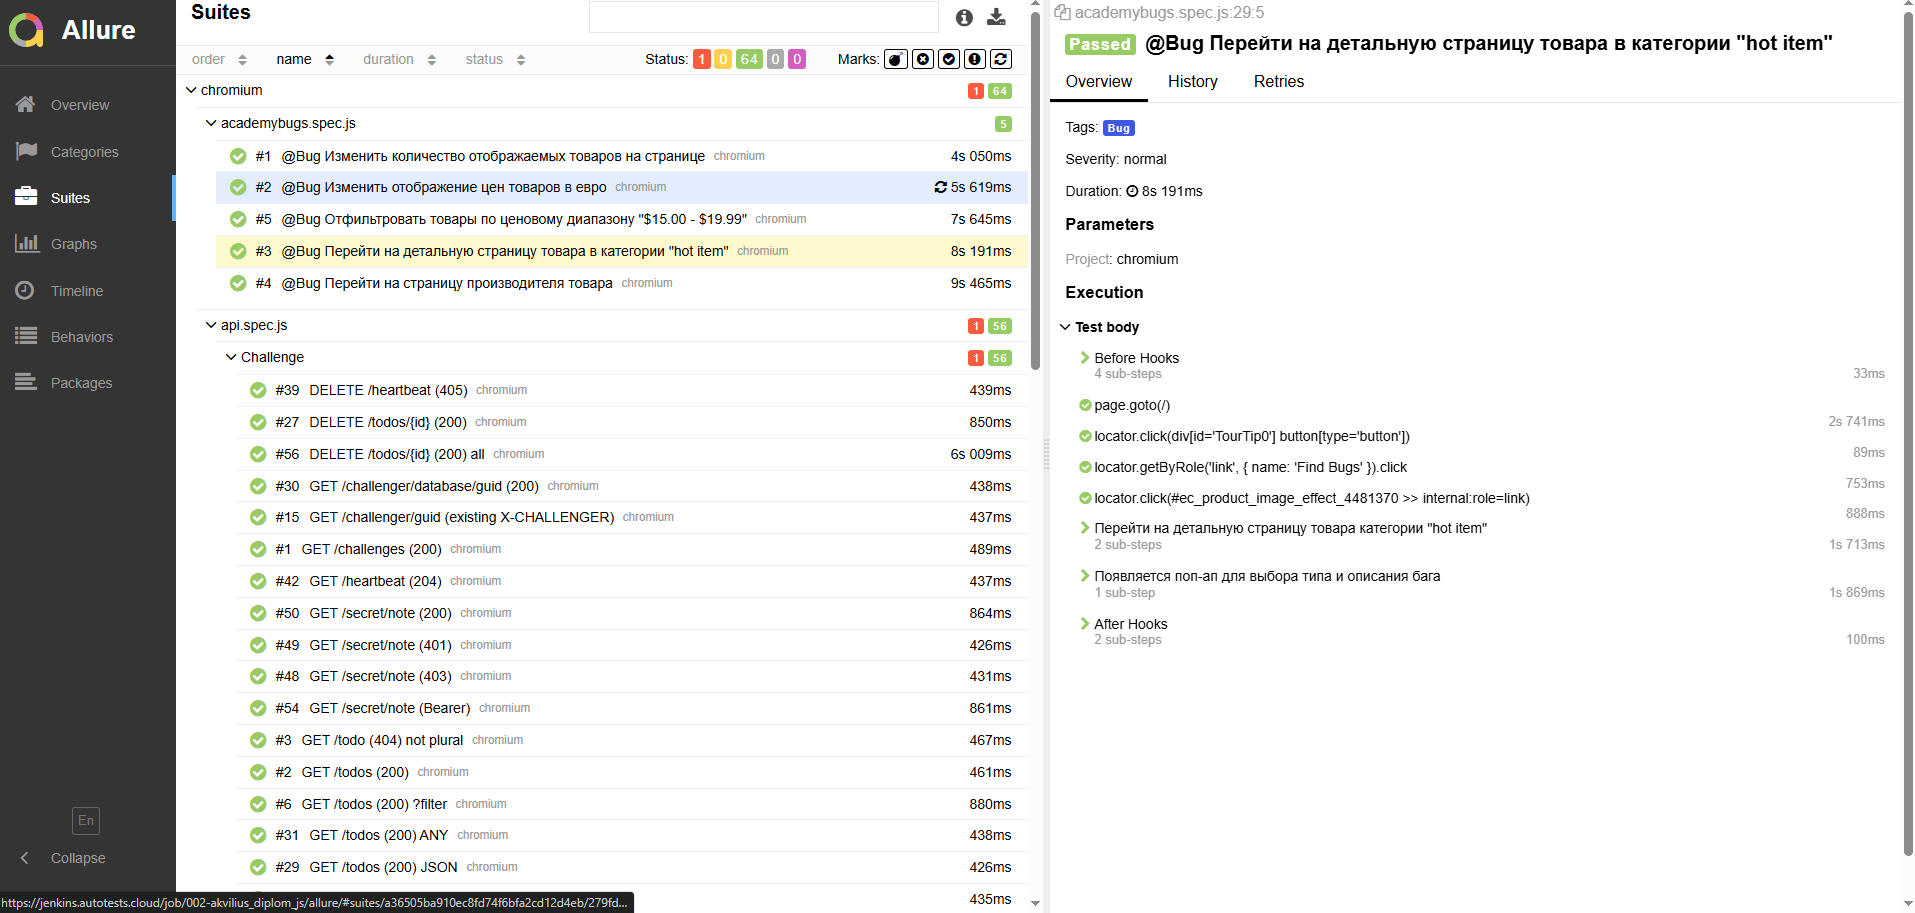 Allure
Overview
Categories
Suites
Graphs
Timeline
Behaviors
Packages
En
Collapse
Suites
order name duration status Status: 1 0 64 0 0 Marks:
chromium 1 64
academybugs.spec.js 5
#1 @Bug Изменить количество отображаемых товаров на странице chromium 4s 050ms
#2 @Bug Изменить отображение цен товаров в евро chromium 5s 619ms
#5 @Bug Отфильтровать товары по ценовому диапазону "$15.00 - $19.99" chromium 7s 645ms
#3 @Bug Перейти на детальную страницу товара в категории "hot item" chromium 8s 191ms
#4 @Bug Перейти на страницу производителя товара chromium 9s 465ms
api.spec.js 1 56
Challenge 1 56
#39 DELETE /heartbeat (405) chromium 439ms
#27 DELETE /todos/{id} (200) chromium 850ms
#56 DELETE /todos/{id} (200) all chromium 6s 009ms
#30 GET /challenger/database/guid (200) chromium 438ms
#15 GET /challenger/guid (existing X-CHALLENGER) chromium 437ms
#1 GET /challenges (200) chromium 489ms
#42 GET /heartbeat (204) chromium 437ms
#50 GET /secret/note (200) chromium 864ms
#49 GET /secret/note (401) chromium 426ms
#48 GET /secret/note (403) chromium 431ms
#54 GET /secret/note (Bearer) chromium 861ms
#3 GET /todo (404) not plural chromium 467ms
#2 GET /todos (200) chromium 461ms
#6 GET /todos (200) ?filter chromium 880ms
#31 GET /todos (200) ANY chromium 438ms
#29 GET /todos (200) JSON chromium 426ms
435ms
https://jenkins.autotests.cloud/job/002-akvilius_diplom_js/allure/#suites/a36505ba910ec8fd74f6bfa2cd12d4eb/279fd...
academybugs.spec.js:29:5
Passed @Bug Перейти на детальную страницу товара в категории "hot item"
Overview History Retries
Tags: Bug
Severity: normal
Duration: 8s 191ms
Parameters
Project: chromium
Execution
Test body
Before Hooks
4 sub-steps 33ms
page.goto(/)
2s 741ms
locator.click(div[id='TourTip0'] button[type='button'])
89ms
locator.getByRole('link', { name: 'Find Bugs' }).click
753ms
locator.click(#ec_product_image_effect_4481370 >> internal:role=link)
888ms
Перейти на детальную страницу товара категории "hot item"
2 sub-steps 1s 713ms
Появляется поп-ап для выбора типа и описания бага
1 sub-step 1s 869ms
After Hooks
2 sub-steps 100ms